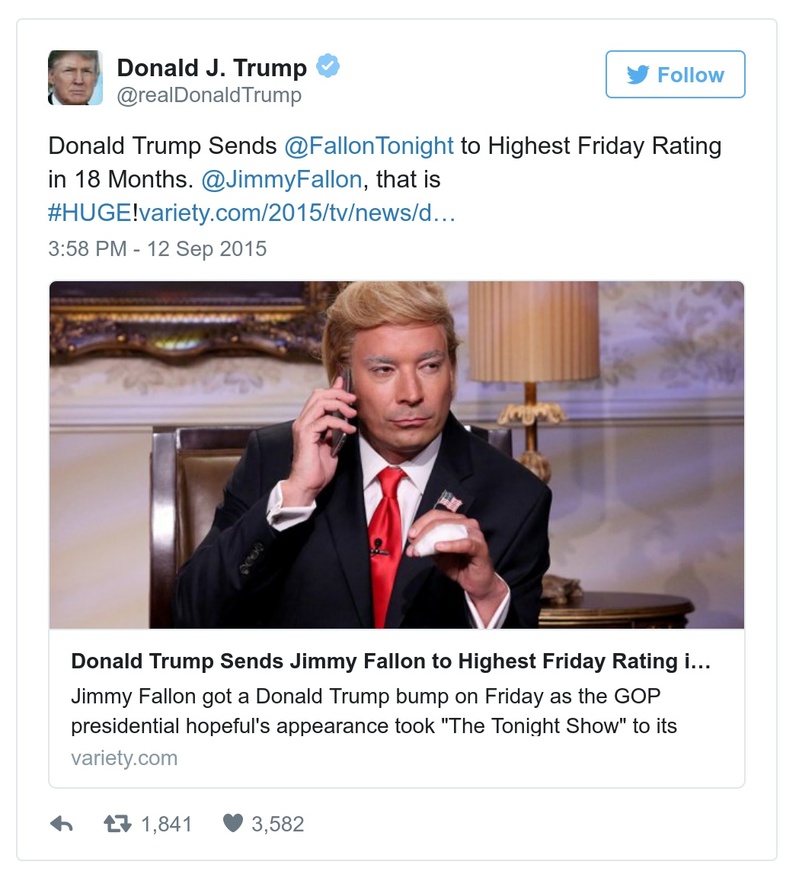 Donald J. Trump
@realDonaldTrump
Follow
Donald Trump Sends @FallonTonight to Highest Friday Rating
in 18 Months. @JimmyFallon, that is
#HUGE!variety.com/2015/tv/news/d…
3:58 PM - 12 Sep 2015
Donald Trump Sends Jimmy Fallon to Highest Friday Rating i…
Jimmy Fallon got a Donald Trump bump on Friday as the GOP
presidential hopeful's appearance took "The Tonight Show" to its
variety.com
1,841 3,582